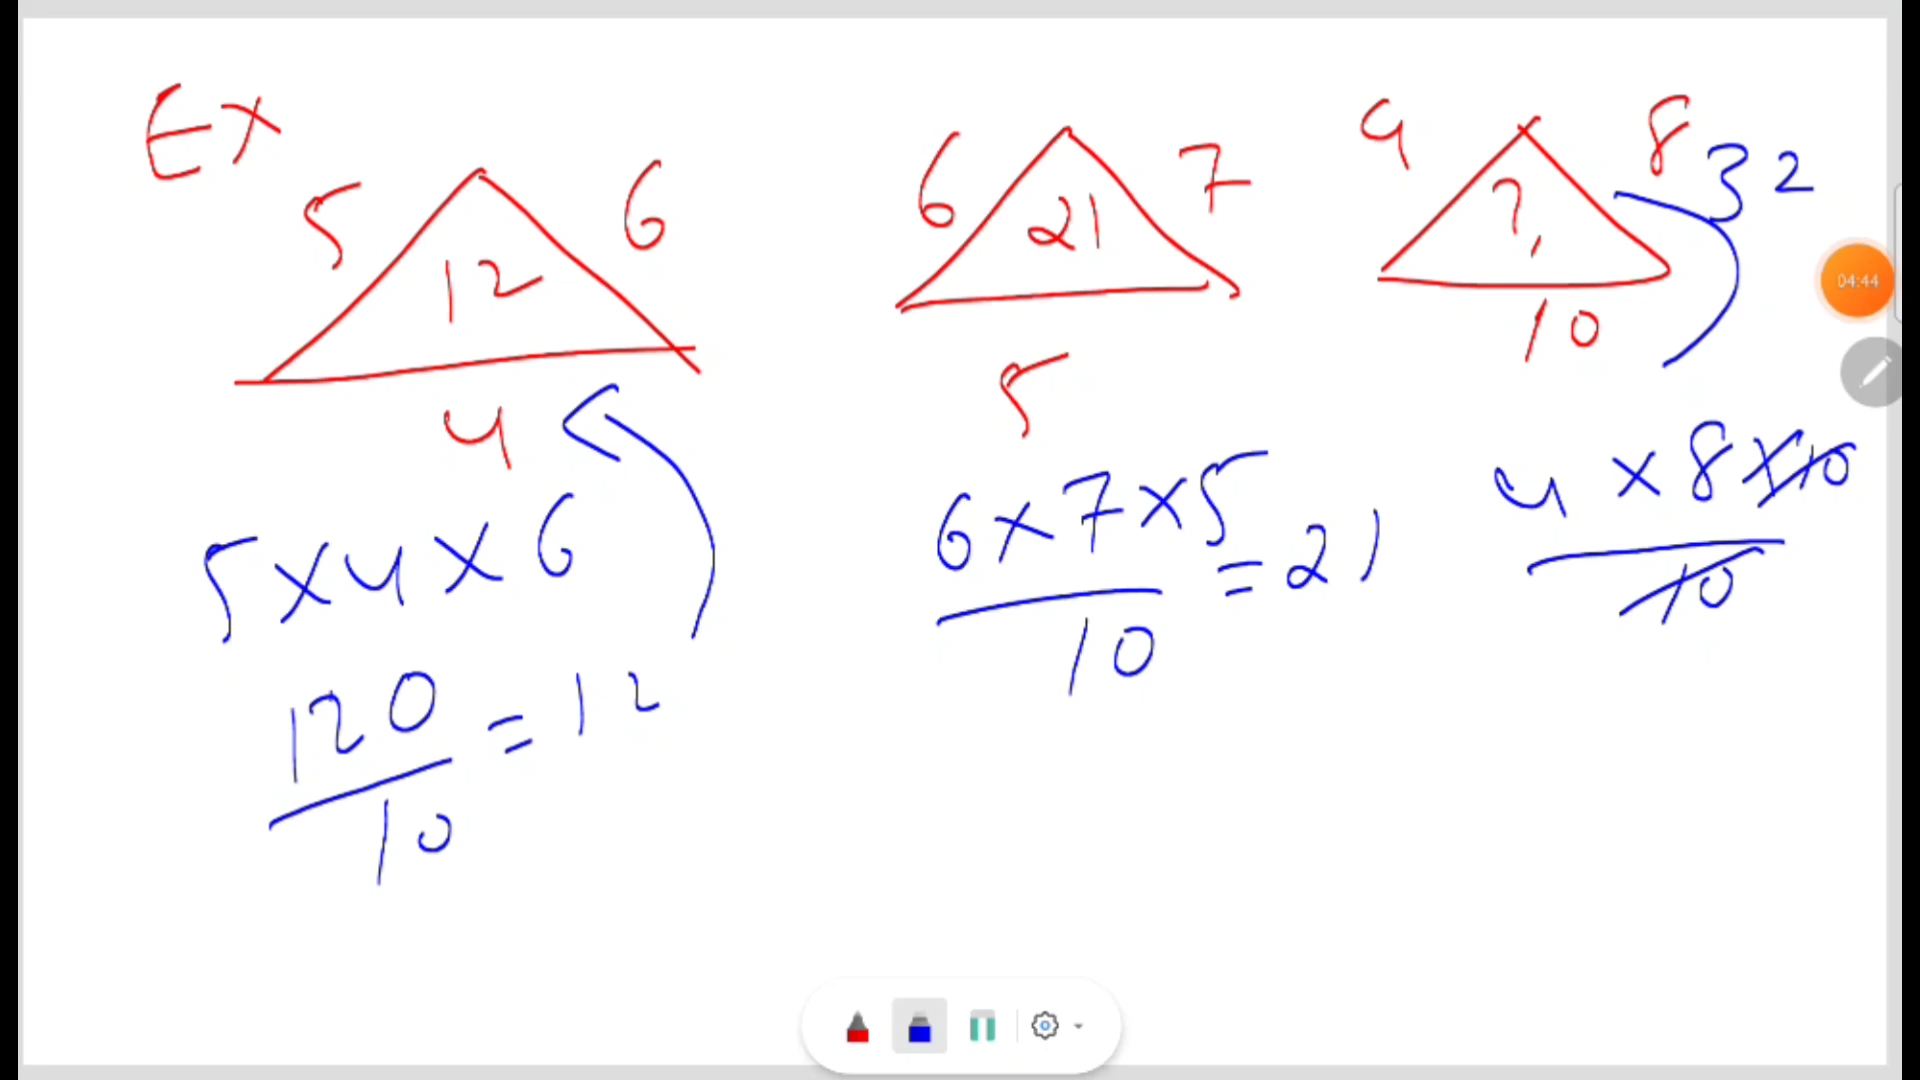 Ex
5 6 12 4
6 7 21 5
4 8 ? 10
32
04:44
5 x 4 x 6
120/10 = 12
6 x 7 x 5/10 = 21
4 x 8 x 10/10